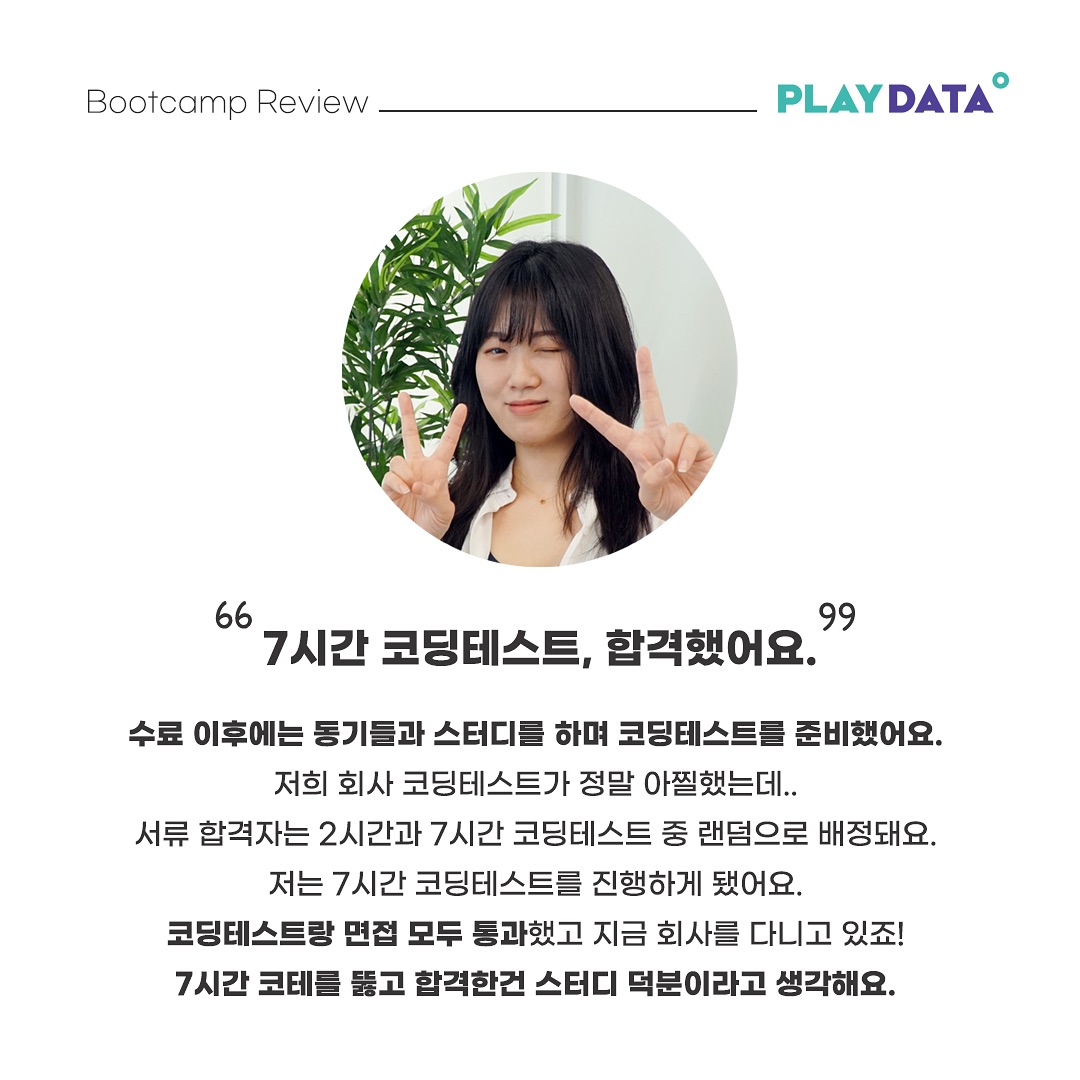 Bootcamp Review
PLAYDATA
“7시간 코딩테스트, 합격했어요.”
수료 이후에는 동기들과 스터디를 하며 코딩테스트를 준비했어요.
저희 회사 코딩테스트가 정말 아찔했는데..
서류 합격자는 2시간과 7시간 코딩테스트 중 랜덤으로 배정돼요.
저는 7시간 코딩테스트를 진행하게 됐어요.
코딩테스트랑 면접 모두 통과했고 지금 회사를 다니고 있죠!
7시간 코테를 뚫고 합격한건 스터디 덕분이라고 생각해요.